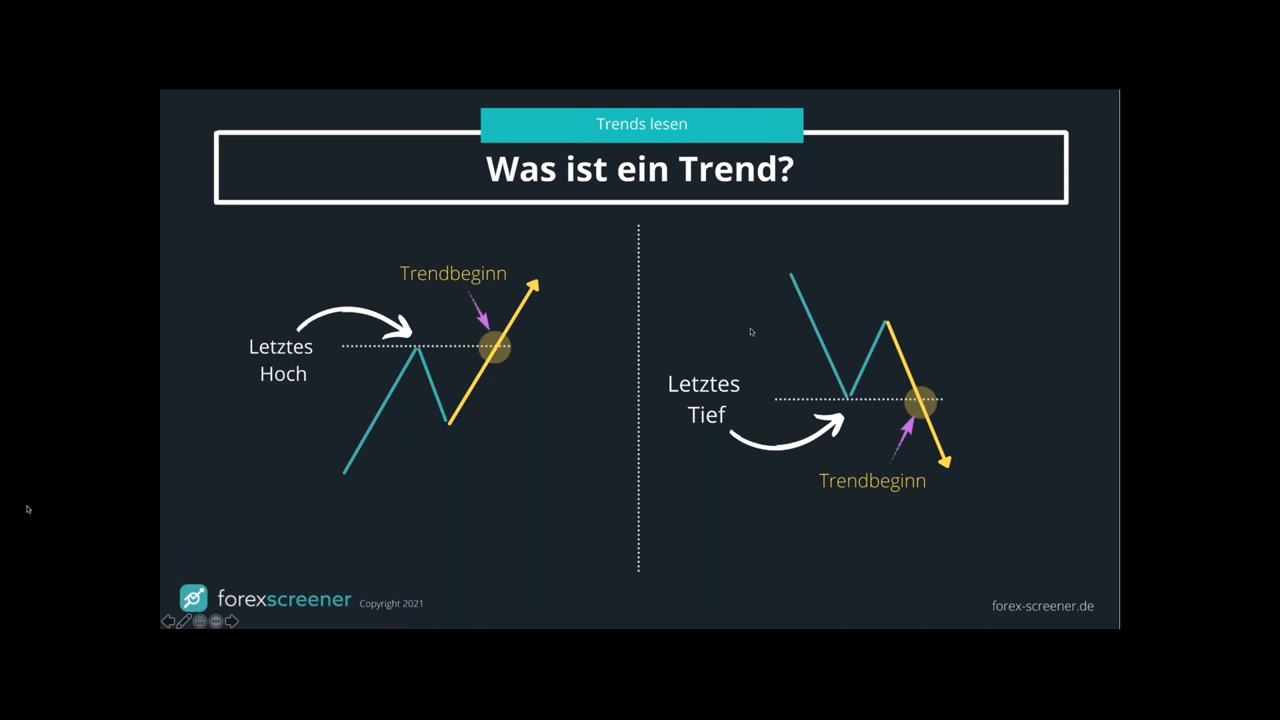 Trends lesen
Was ist ein Trend?
Trendbeginn
Letztes
Hoch
Letztes
Tief
Trendbeginn
forexscreener Copyright 2021
forex-screener.de